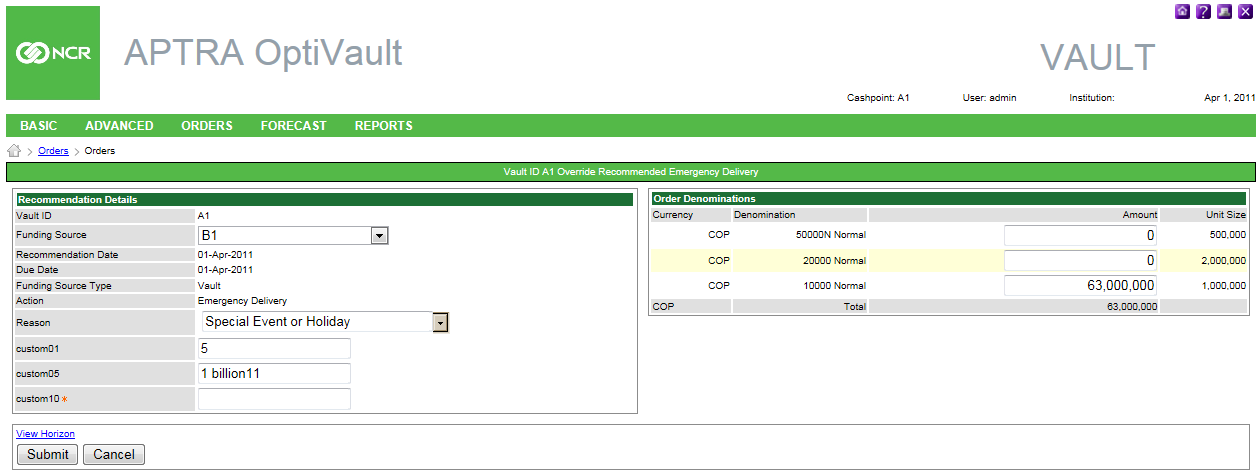 NCR
APTRA OptiVault
VAULT
Cashpoint: A1 User: admin Institution: Apr 1, 2011
BASIC ADVANCED ORDERS FORECAST REPORTS
> Orders > Orders
Vault ID A1 Override Recommended Emergency Delivery
Recommendation Details
Vault ID A1
Funding Source B1
Recommendation Date 01-Apr-2011
Due Date 01-Apr-2011
Funding Source Type Vault
Action Emergency Delivery
Reason Special Event or Holiday
custom01 5
custom05 1 billion11
custom10 *
Order Denominations
Currency Denomination Amount Unit Size
COP 50000N Normal 0 500,000
COP 20000 Normal 0 2,000,000
COP 10000 Normal 63,000,000 1,000,000
COP Total 63,000,000
View Horizon
Submit Cancel